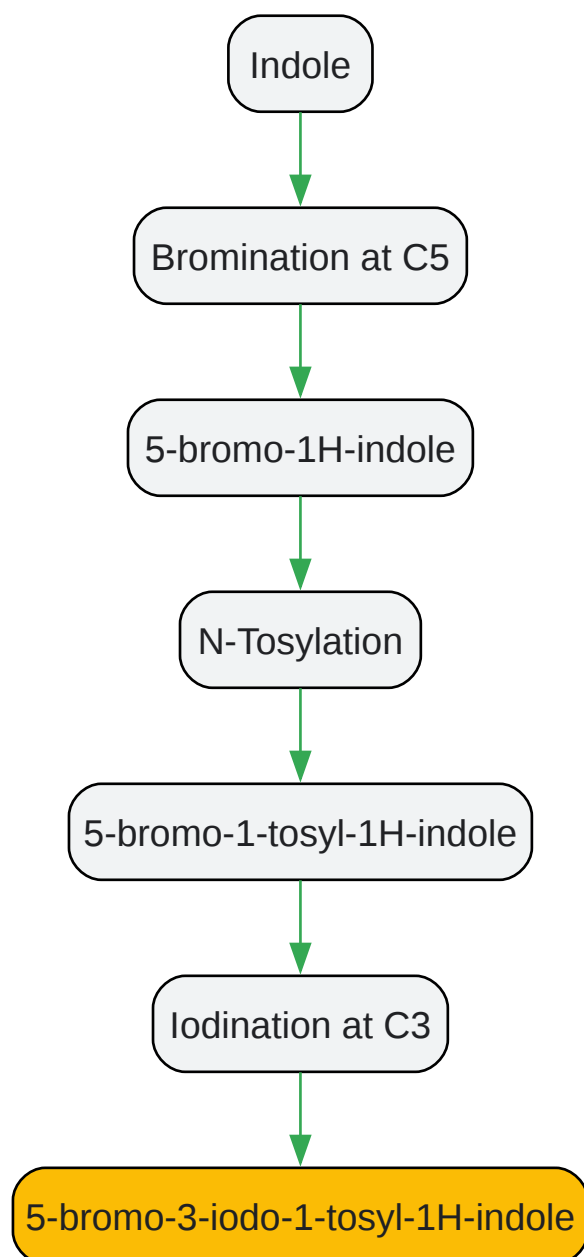 Indole
Bromination at C5
5-bromo-1H-indole
N-Tosylation
5-bromo-1-tosyl-1H-indole
Iodination at C3
5-bromo-3-iodo-1-tosyl-1H-indole